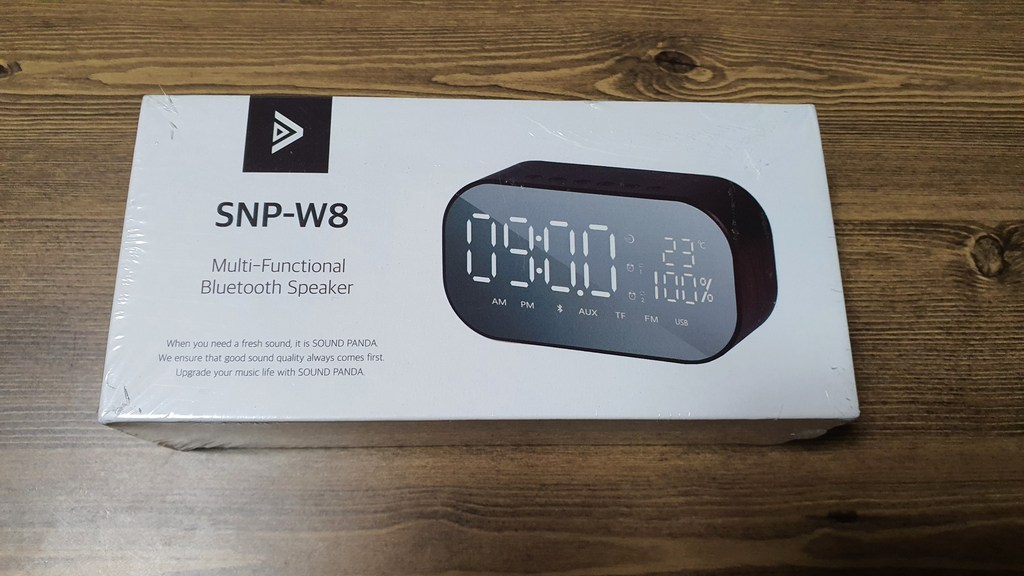 SNP-W8
Multi-Functional
Bluetooth Speaker
When you need a fresh sound, it is SOUND PANDA.
We ensure that good sound quality always comes first.
Upgrade your music life with SOUND PANDA.
09:00 23℃
100%
AM PM AUX TF FM USB